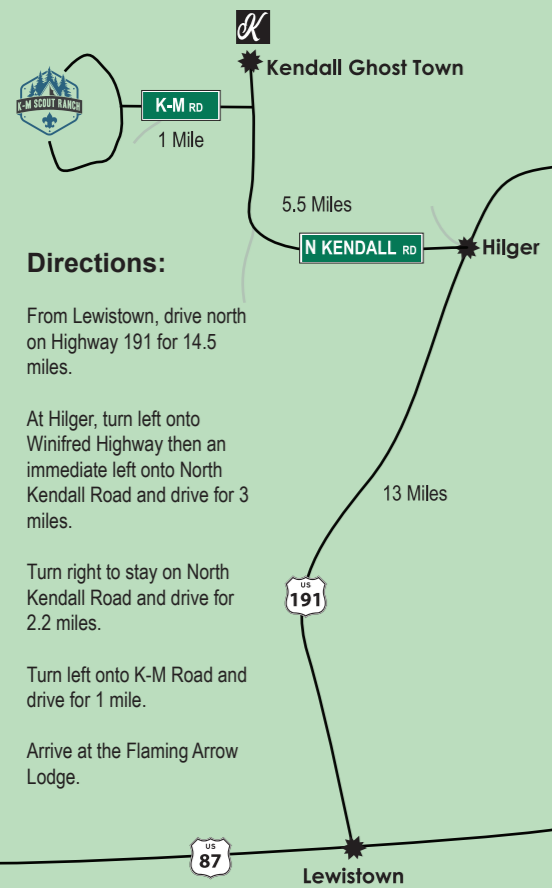 K
Kendall Ghost Town
K-M SCOUT RANCH
K-M RD
1 Mile
5.5 Miles
N KENDALL RD
Hilger
Directions:
From Lewistown, drive north
on Highway 191 for 14.5
miles.
At Hilger, turn left onto
Winifred Highway then an
immediate left onto North
Kendall Road and drive for 3
miles.
Turn right to stay on North
Kendall Road and drive for
2.2 miles.
Turn left onto K-M Road and
drive for 1 mile.
Arrive at the Flaming Arrow
Lodge.
13 Miles
US
191
US
87
Lewistown